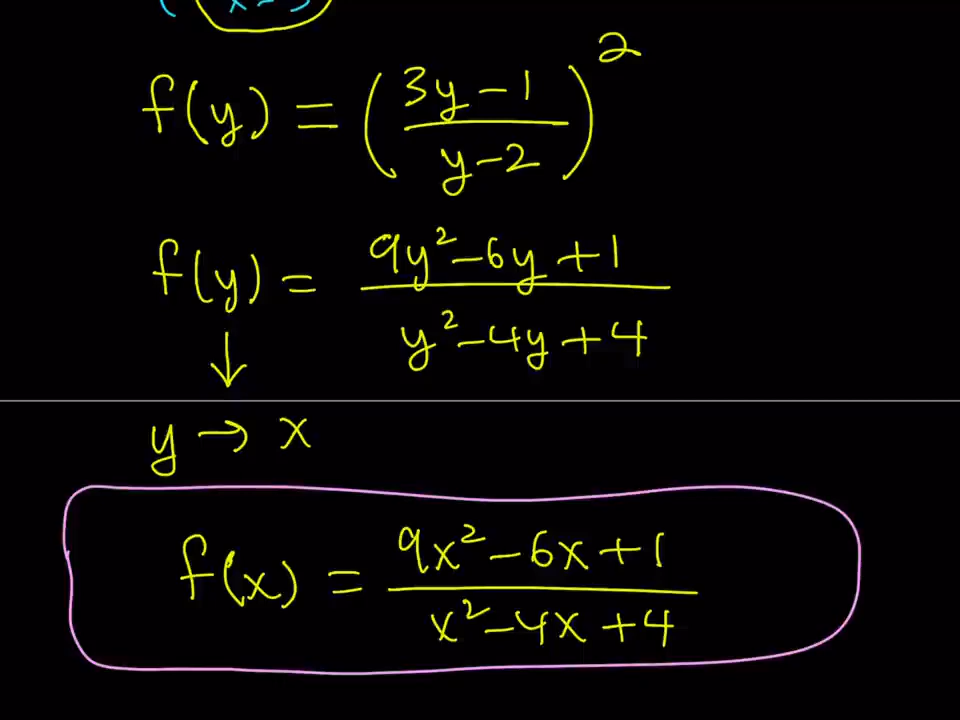 f(y) = ( (3y - 1) / (y - 2) )²
f(y) = (9y² - 6y + 1) / (y² - 4y + 4)
↓
y → x
f(x) = (9x² - 6x + 1) / (x² - 4x + 4)